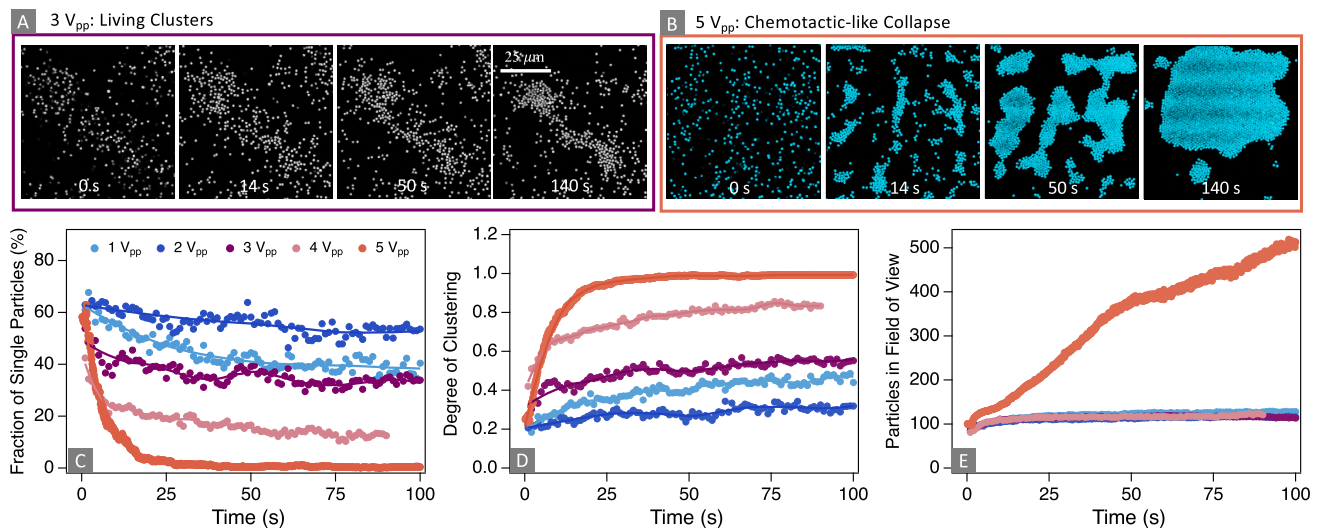 A 3 Vpp: Living Clusters
25 μm
0 s 14 s 50 s 140 s
B 5 Vpp: Chemotactic-like Collapse
0 s 14 s 50 s 140 s
Fraction of Single Particles (%)
1 Vpp 2 Vpp 3 Vpp 4 Vpp 5 Vpp
80
60
40
20
0
C
0 25 50 75 100
Time (s)
Degree of Clustering
1.2
1.0
0.8
0.6
0.4
0.2
0.0
D
0 25 50 75 100
Time (s)
Particles in Field of View
500
400
300
200
100
0
E
0 25 50 75 100
Time (s)